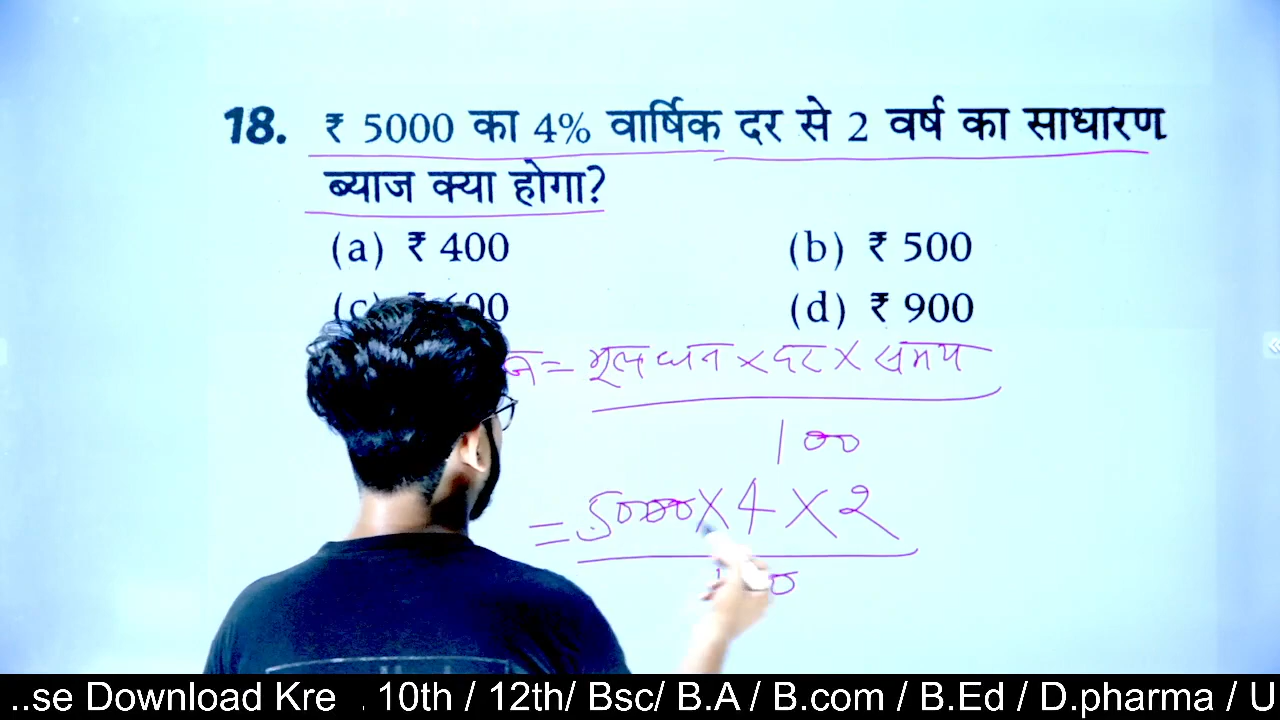 18. ₹ 5000 का 4% वार्षिक दर से 2 वर्ष का साधारण
ब्याज क्या होगा?
(a) ₹ 400 (b) ₹ 500
(d) ₹ 900
= मूलधन × दर × समय
100
= 5000 × 4 × 2
..se Download Kre . 10th / 12th/ Bsc/ B.A / B.com / B.Ed / D.pharma / U